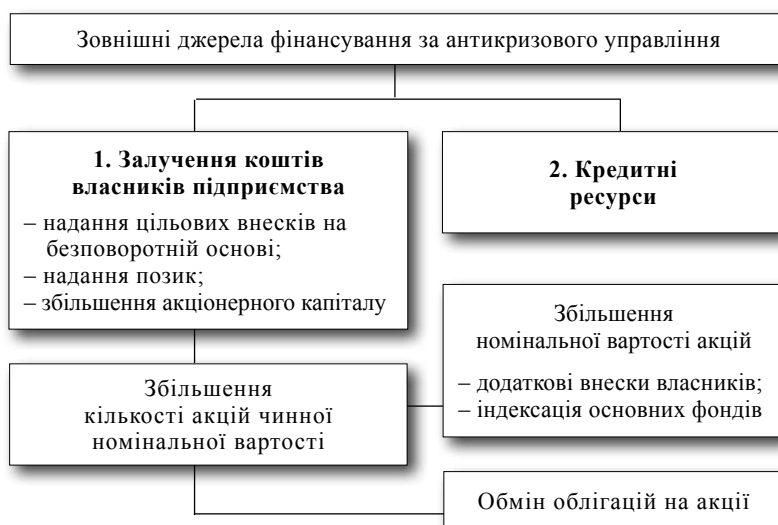 Зовнішні джерела фінансування за антикризового управління
1. Залучення коштів
власників підприємства
– надання цільових внесків на
безповоротній основі;
– надання позик;
– збільшення акціонерного капіталу
2. Кредитні
ресурси
Збільшення
номінальної вартості акцій
– додаткові внески власників;
– індексація основних фондів
Збільшення
кількості акцій чинної
номінальної вартості
Обмін облігацій на акції